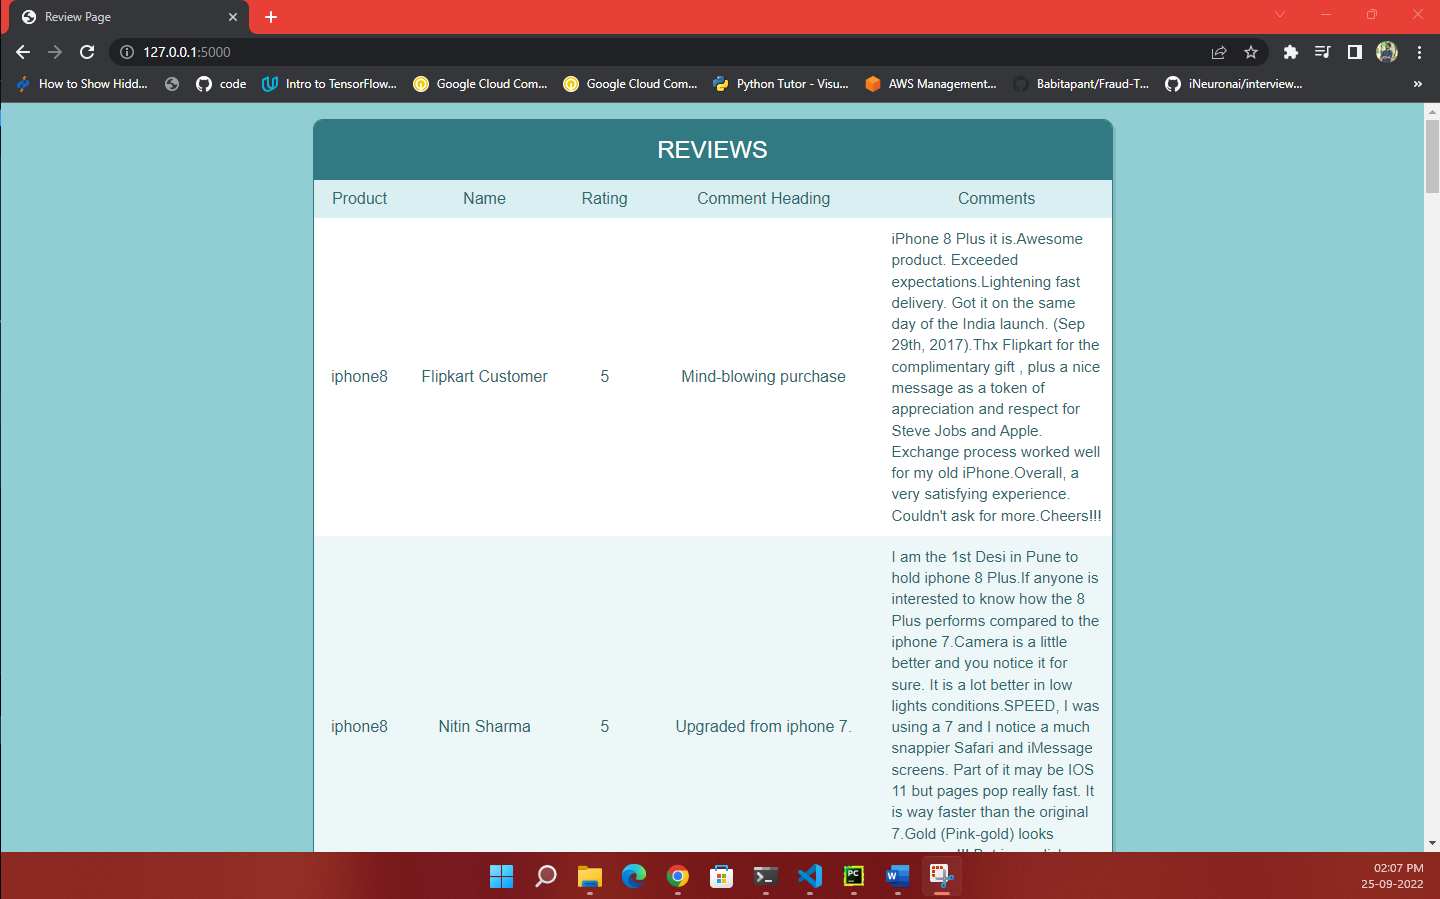 Review Page
127.0.0.1:5000
How to Show Hidd...
code
Intro to TensorFlow...
Google Cloud Com...
Google Cloud Com...
Python Tutor - Visu...
AWS Management...
Babitapant/Fraud-T...
iNeuronai/interview...
»
REVIEWS
Product Name Rating Comment Heading Comments
iphone8 Flipkart Customer 5 Mind-blowing purchase
iPhone 8 Plus it is.Awesome
product. Exceeded
expectations.Lightening fast
delivery. Got it on the same
day of the India launch. (Sep
29th, 2017).Thx Flipkart for the
complimentary gift , plus a nice
message as a token of
appreciation and respect for
Steve Jobs and Apple.
Exchange process worked well
for my old iPhone.Overall, a
very satisfying experience.
Couldn't ask for more.Cheers!!!
iphone8 Nitin Sharma 5 Upgraded from iphone 7.
I am the 1st Desi in Pune to
hold iphone 8 Plus.If anyone is
interested to know how the 8
Plus performs compared to the
iphone 7.Camera is a little
better and you notice it for
sure. It is a lot better in low
lights conditions.SPEED, I was
using a 7 and I notice a much
snappier Safari and iMessage
screens. Part of it may be IOS
11 but pages pop really fast. It
is way faster than the original
7.Gold (Pink-gold) looks
PC
W
02:07 PM
25-09-2022